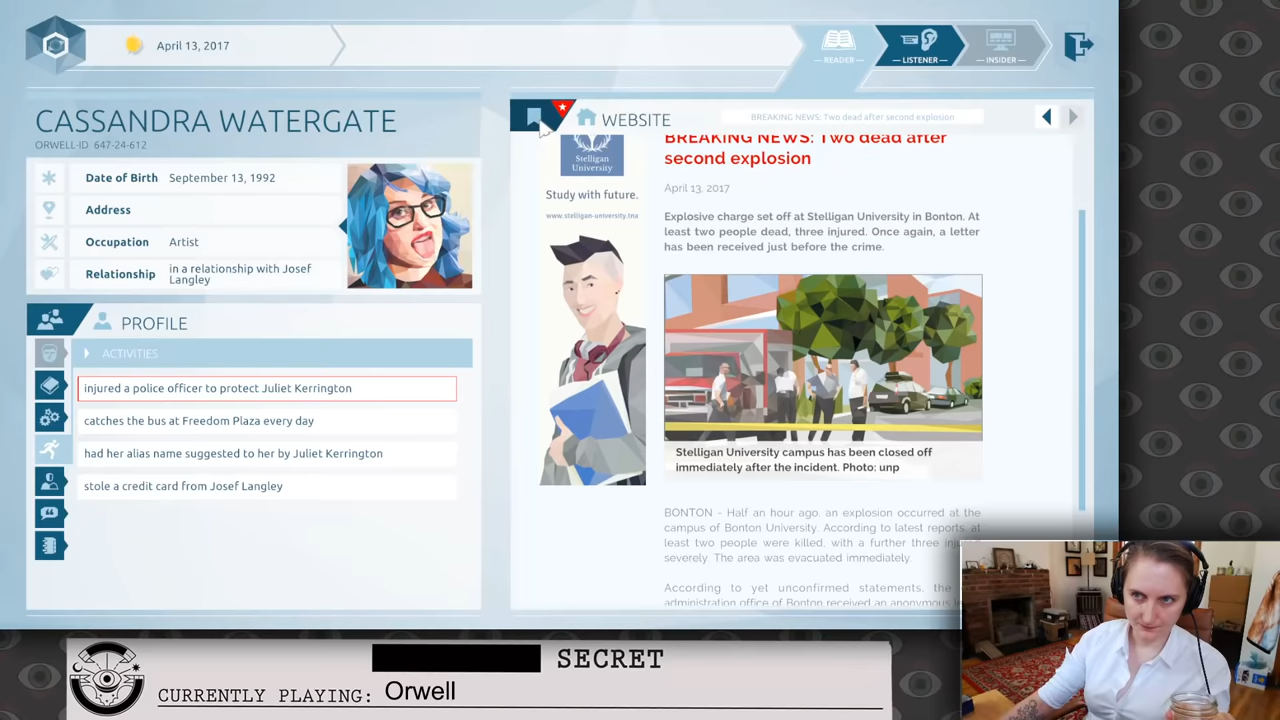 April 13, 2017
READER
LISTENER
INSIDER
CASSANDRA WATERGATE
ORWELL-ID 647-24-612
Date of Birth September 13, 1992
Address
Occupation Artist
Relationship in a relationship with Josef
Langley
PROFILE
ACTIVITIES
injured a police officer to protect Juliet Kerrington
catches the bus at Freedom Plaza every day
had her alias name suggested to her by Juliet Kerrington
stole a credit card from Josef Langley
WEBSITE
BREAKING NEWS: Two dead after second explosion
Stelligan
University
Study with future.
www.stelligan-university.tna
BREAKING NEWS: Two dead after
second explosion
April 13, 2017
Explosive charge set off at Stelligan University in Bonton. At
least two people dead, three injured. Once again, a letter
has been received just before the crime.
Stelligan University campus has been closed off
immediately after the incident. Photo: unp
BONTON - Half an hour ago, an explosion occurred at the
campus of Bonton University. According to latest reports, at
least two people were killed, with a further three
severely. The area was evacuated immediately.
According to yet unconfirmed statements, the
administration office of Bonton received an anonymous
SECRET
CURRENTLY PLAYING: Orwell